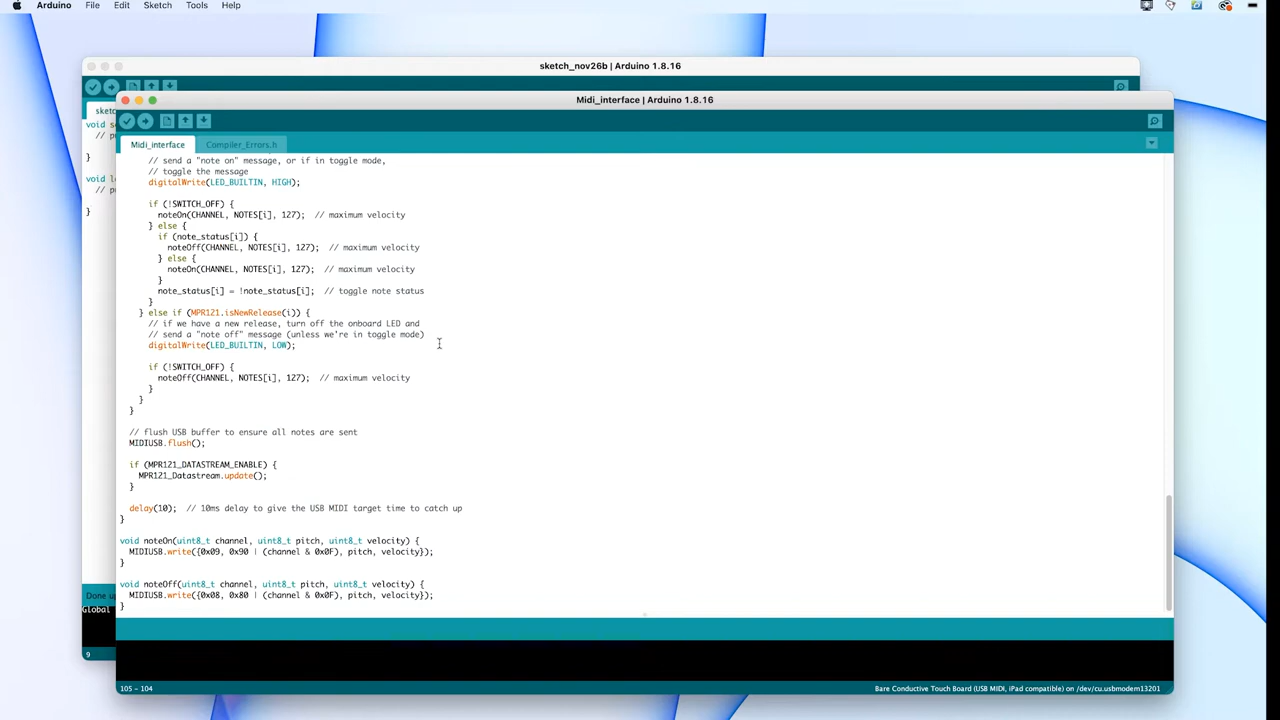 Arduino File Edit Sketch Tools Help
sketch_nov26b | Arduino 1.8.16
Midi_interface | Arduino 1.8.16
sketc
Midi_interface Compiler_Errors.h
void s
// p
}
void l
// p
}
// send a "note on" message, or if in toggle mode,
// toggle the message
digitalWrite(LED_BUILTIN, HIGH);
if (!SWITCH_OFF) {
noteOn(CHANNEL, NOTES[i], 127);  // maximum velocity
} else {
if (note_status[i]) {
noteOff(CHANNEL, NOTES[i], 127);  // maximum velocity
} else {
noteOn(CHANNEL, NOTES[i], 127);  // maximum velocity
}
note_status[i] = !note_status[i];  // toggle note status
}
} else if (MPR121.isNewRelease(i)) {
// if we have a new release, turn off the onboard LED and
// send a "note off" message (unless we're in toggle mode)
digitalWrite(LED_BUILTIN, LOW);
if (!SWITCH_OFF) {
noteOff(CHANNEL, NOTES[i], 127);  // maximum velocity
}
}
}
// flush USB buffer to ensure all notes are sent
MIDIUSB.flush();
if (MPR121_DATASTREAM_ENABLE) {
MPR121_Datastream.update();
}
delay(10);  // 10ms delay to give the USB MIDI target time to catch up
}
void noteOn(uint8_t channel, uint8_t pitch, uint8_t velocity) {
MIDIUSB.write({0x09, 0x90 | (channel & 0x0F), pitch, velocity});
}
void noteOff(uint8_t channel, uint8_t pitch, uint8_t velocity) {
MIDIUSB.write({0x08, 0x80 | (channel & 0x0F), pitch, velocity});
}
Done u
Global
9
105 - 104 Bare Conductive Touch Board (USB MIDI, iPad compatible) on /dev/cu.usbmodem13201